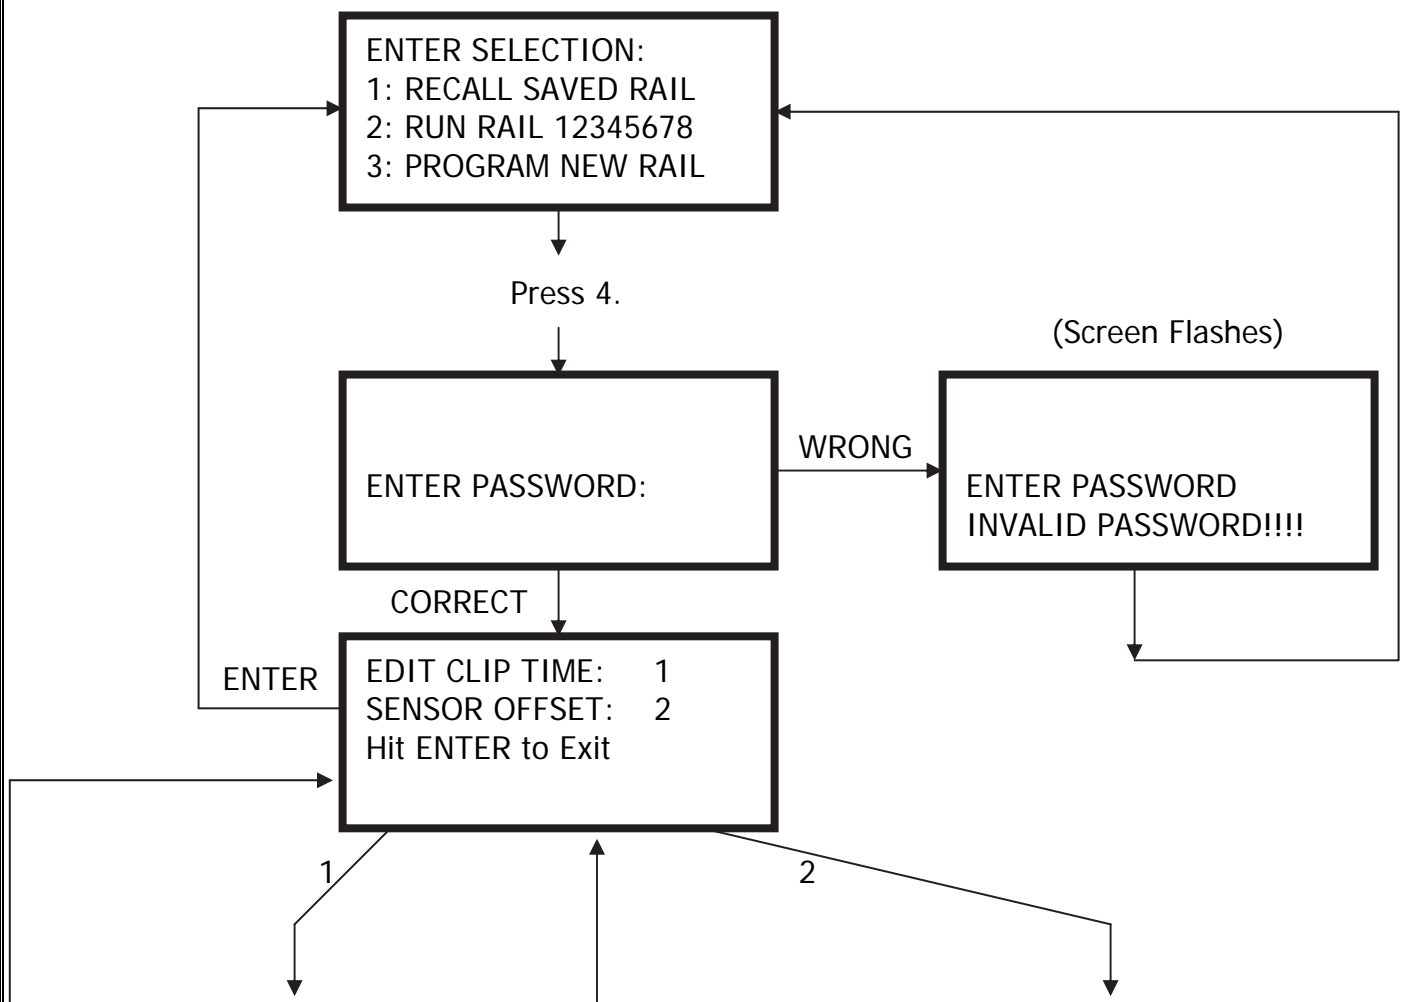 ENTER SELECTION:
1: RECALL SAVED RAIL
2: RUN RAIL 12345678
3: PROGRAM NEW RAIL
Press 4.
(Screen Flashes)
ENTER PASSWORD:
WRONG
ENTER PASSWORD
INVALID PASSWORD!!!!
CORRECT
ENTER
EDIT CLIP TIME: 1
SENSOR OFFSET: 2
Hit ENTER to Exit
1
2